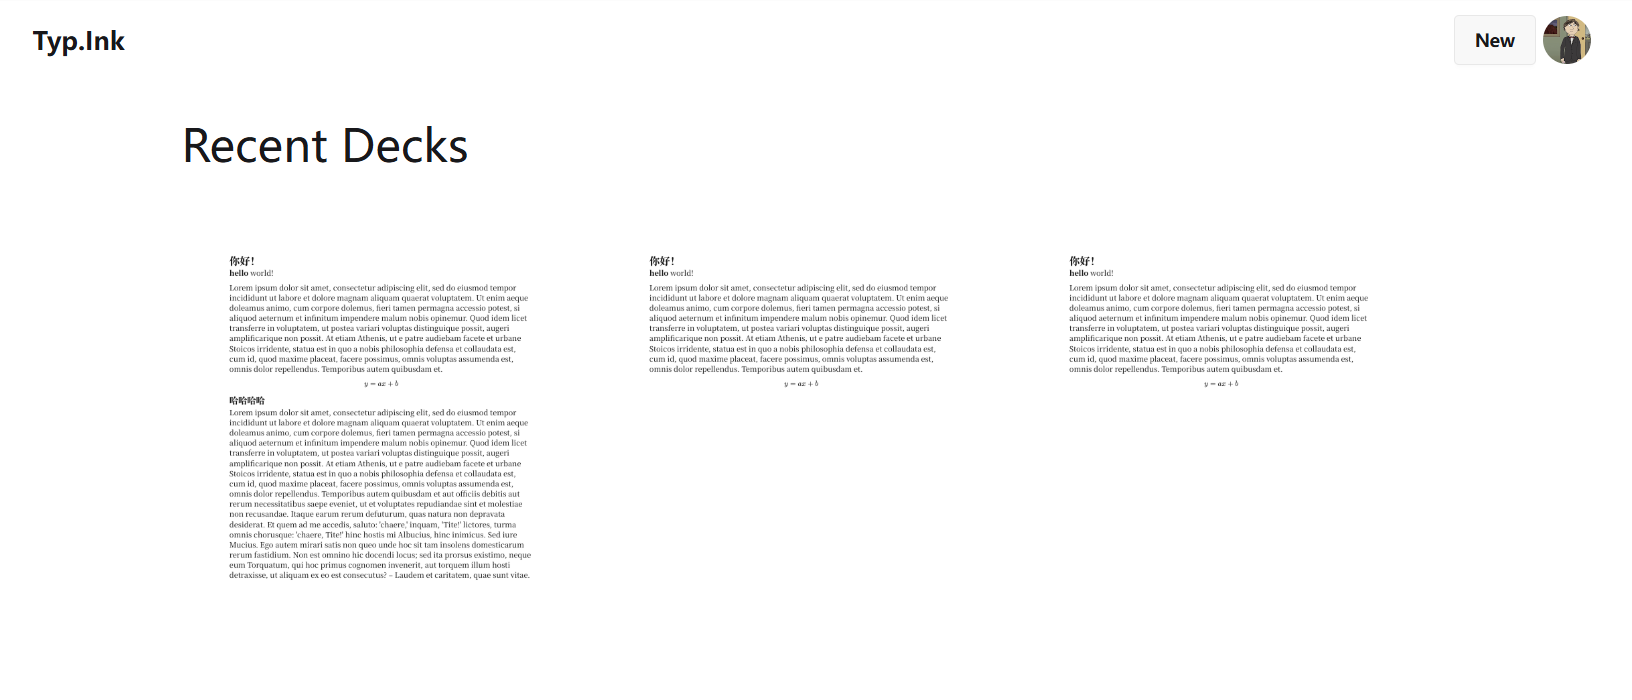 Typ.Ink
New
Recent Decks
你好！
hello world!
Lorem ipsum dolor sit amet, consectetur adipiscing elit, sed do eiusmod tempor
incididunt ut labore et dolore magnam aliquam quaerat voluptatem. Ut enim aeque
doleamus animo, cum corpore dolemus, fieri tamen permagna accessio potest, si
aliquod aeternum et infinitum impendere malum nobis opinemur. Quod idem licet
transferre in voluptatem, ut postea variari voluptas distinguique possit, augeri
amplificarique non possit. At etiam Athenis, ut e patre audiebam facete et urbane
Stoicos irridente, statua est in quo a nobis philosophia defensa et collaudata est,
cum id, quod maxime placeat, facere possimus, omnis voluptas assumenda est,
omnis dolor repellendus. Temporibus autem quibusdam et.
y = ax + b
哈哈哈哈
Lorem ipsum dolor sit amet, consectetur adipiscing elit, sed do eiusmod tempor
incididunt ut labore et dolore magnam aliquam quaerat voluptatem. Ut enim aeque
doleamus animo, cum corpore dolemus, fieri tamen permagna accessio potest, si
aliquod aeternum et infinitum impendere malum nobis opinemur. Quod idem licet
transferre in voluptatem, ut postea variari voluptas distinguique possit, augeri
amplificarique non possit. At etiam Athenis, ut e patre audiebam facete et urbane
Stoicos irridente, statua est in quo a nobis philosophia defensa et collaudata est,
cum id, quod maxime placeat, facere possimus, omnis voluptas assumenda est,
omnis dolor repellendus. Temporibus autem quibusdam et aut officiis debitis aut
rerum necessitatibus saepe eveniet, ut et voluptates repudiandae sint et molestiae
non recusandae. Itaque earum rerum defuturum, quas natura non depravata
desiderat. Et quem ad me accedis, saluto: 'chaere,' inquam, 'Tite!' lictores, turma
omnis chorusque: 'chaere, Tite!' hinc hostis mi Albucius, hinc inimicus. Sed iure
Mucius. Ego autem mirari satis non queo unde hoc sit tam insolens domesticarum
rerum fastidium. Non est omnino hic docendi locus; sed ita prorsus existimo, neque
eum Torquatum, qui hoc primus cognomen invenerit, aut torquem illum hosti
detraxisse, ut aliquam ex eo est consecutus? – Laudem et caritatem, quae sunt vitae.
你好！
hello world!
Lorem ipsum dolor sit amet, consectetur adipiscing elit, sed do eiusmod tempor
incididunt ut labore et dolore magnam aliquam quaerat voluptatem. Ut enim aeque
doleamus animo, cum corpore dolemus, fieri tamen permagna accessio potest, si
aliquod aeternum et infinitum impendere malum nobis opinemur. Quod idem licet
transferre in voluptatem, ut postea variari voluptas distinguique possit, augeri
amplificarique non possit. At etiam Athenis, ut e patre audiebam facete et urbane
Stoicos irridente, statua est in quo a nobis philosophia defensa et collaudata est,
cum id, quod maxime placeat, facere possimus, omnis voluptas assumenda est,
omnis dolor repellendus. Temporibus autem quibusdam et.
y = ax + b
你好！
hello world!
Lorem ipsum dolor sit amet, consectetur adipiscing elit, sed do eiusmod tempor
incididunt ut labore et dolore magnam aliquam quaerat voluptatem. Ut enim aeque
doleamus animo, cum corpore dolemus, fieri tamen permagna accessio potest, si
aliquod aeternum et infinitum impendere malum nobis opinemur. Quod idem licet
transferre in voluptatem, ut postea variari voluptas distinguique possit, augeri
amplificarique non possit. At etiam Athenis, ut e patre audiebam facete et urbane
Stoicos irridente, statua est in quo a nobis philosophia defensa et collaudata est,
cum id, quod maxime placeat, facere possimus, omnis voluptas assumenda est,
omnis dolor repellendus. Temporibus autem quibusdam et.
y = ax + b